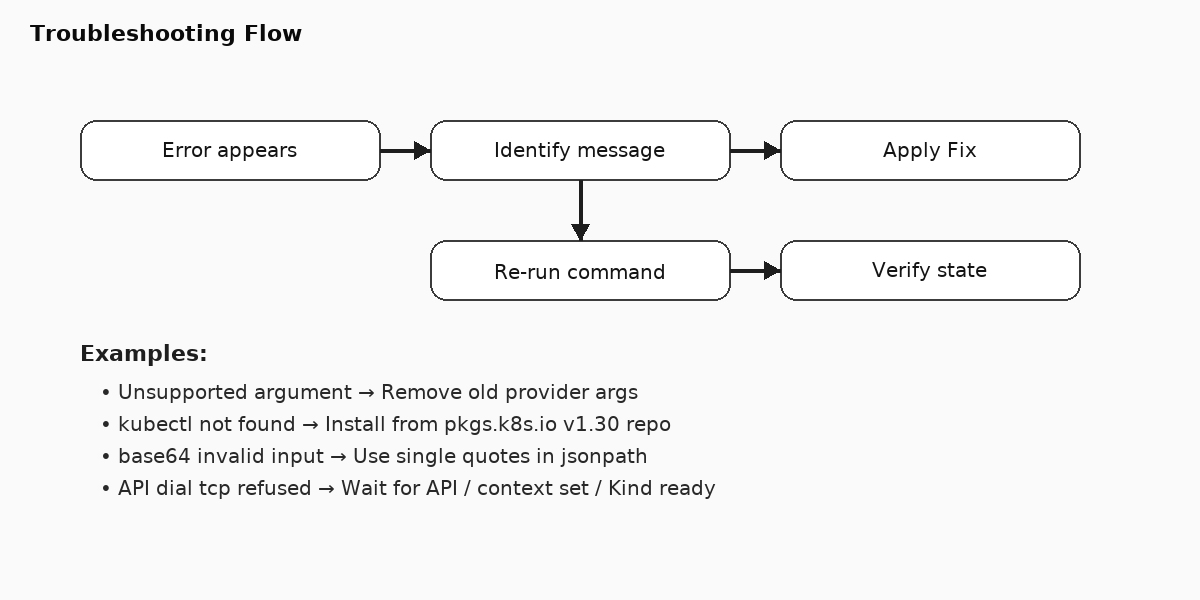 Troubleshooting Flow
Error appears
Identify message
Apply Fix
Re-run command
Verify state
Examples:
• Unsupported argument → Remove old provider args
• kubectl not found → Install from pkgs.k8s.io v1.30 repo
• base64 invalid input → Use single quotes in jsonpath
• API dial tcp refused → Wait for API / context set / Kind ready